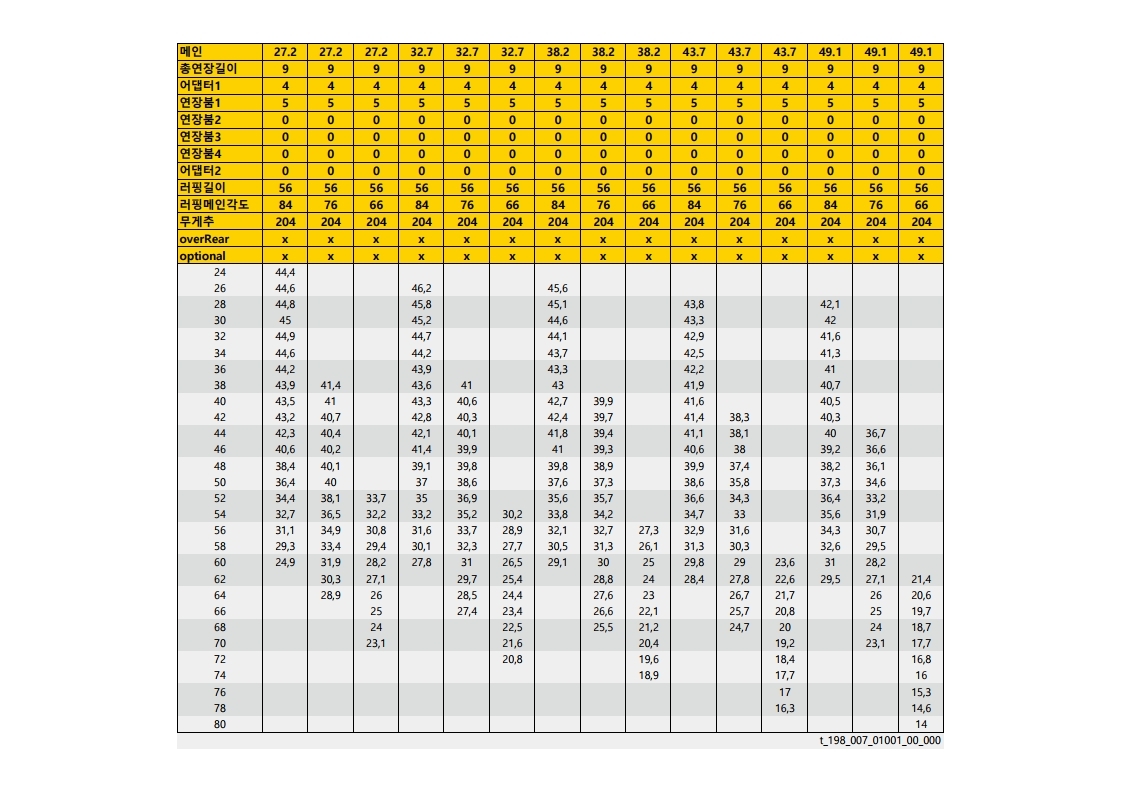 메인 27.2 27.2 27.2 32.7 32.7 32.7 38.2 38.2 38.2 43.7 43.7 43.7 49.1 49.1 49.1
총연장길이 9 9 9 9 9 9 9 9 9 9 9 9 9 9 9
어댑터1 4 4 4 4 4 4 4 4 4 4 4 4 4 4 4
연장붐1 5 5 5 5 5 5 5 5 5 5 5 5 5 5 5
연장붐2 0 0 0 0 0 0 0 0 0 0 0 0 0 0 0
연장붐3 0 0 0 0 0 0 0 0 0 0 0 0 0 0 0
연장붐4 0 0 0 0 0 0 0 0 0 0 0 0 0 0 0
어댑터2 0 0 0 0 0 0 0 0 0 0 0 0 0 0 0
러핑길이 56 56 56 56 56 56 56 56 56 56 56 56 56 56 56
러핑메인각도 84 76 66 84 76 66 84 76 66 84 76 66 84 76 66
무게추 204 204 204 204 204 204 204 204 204 204 204 204 204 204 204
overRear x x x x x x x x x x x x x x x
optional x x x x x x x x x x x x x x x
24 44,4
26 44,6 46,2 45,6
28 44,8 45,8 45,1 43,8 42,1
30 45 45,2 44,6 43,3 42
32 44,9 44,7 44,1 42,9 41,6
34 44,6 44,2 43,7 42,5 41,3
36 44,2 43,9 43,3 42,2 41
38 43,9 41,4 43,6 41 43 41,9 40,7
40 43,5 41 43,3 40,6 42,7 39,9 41,6 40,5
42 43,2 40,7 42,8 40,3 42,4 39,7 41,4 38,3 40,3
44 42,3 40,4 42,1 40,1 41,8 39,4 41,1 38,1 40 36,7
46 40,6 40,2 41,4 39,9 41 39,3 40,6 38 39,2 36,6
48 38,4 40,1 39,1 39,8 39,8 38,9 39,9 37,4 38,2 36,1
50 36,4 40 37 38,6 37,6 37,3 38,6 35,8 37,3 34,6
52 34,4 38,1 33,7 35 36,9 35,6 35,7 36,6 34,3 36,4 33,2
54 32,7 36,5 32,2 33,2 35,2 30,2 33,8 34,2 34,7 33 35,6 31,9
56 31,1 34,9 30,8 31,6 33,7 28,9 32,1 32,7 27,3 32,9 31,6 34,3 30,7
58 29,3 33,4 29,4 30,1 32,3 27,7 30,5 31,3 26,1 31,3 30,3 32,6 29,5
60 24,9 31,9 28,2 27,8 31 26,5 29,1 30 25 29,8 29 23,6 31 28,2
62 30,3 27,1 29,7 25,4 28,8 24 28,4 27,8 22,6 29,5 27,1 21,4
64 28,9 26 28,5 24,4 27,6 23 26,7 21,7 26 20,6
66 25 27,4 23,4 26,6 22,1 25,7 20,8 25 19,7
68 24 22,5 25,5 21,2 24,7 20 24 18,7
70 23,1 21,6 20,4 19,2 23,1 17,7
72 20,8 19,6 18,4 16,8
74 18,9 17,7 16
76 17 15,3
78 16,3 14,6
80 14
t_198_007_01001_00_000